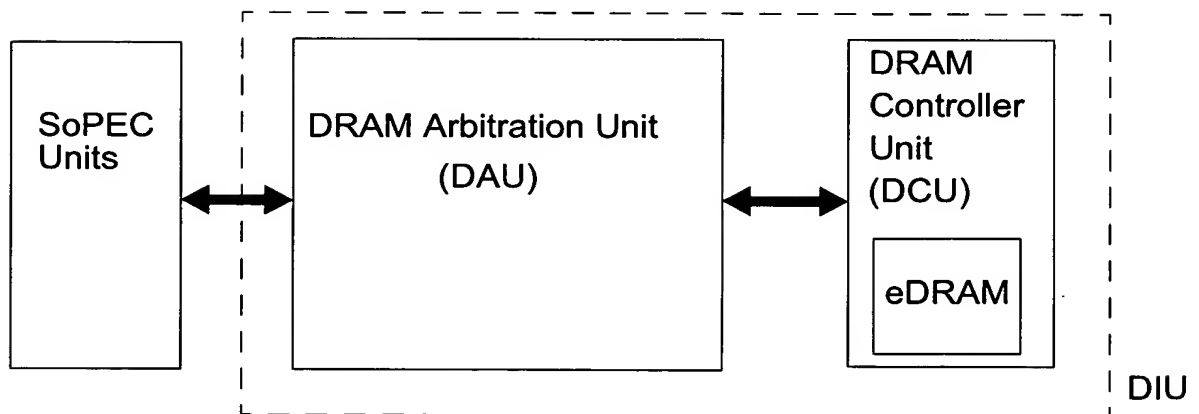 SoPEC
Units
DRAM Arbitration Unit
(DAU)
DRAM
Controller
Unit
(DCU)
eDRAM
DIU